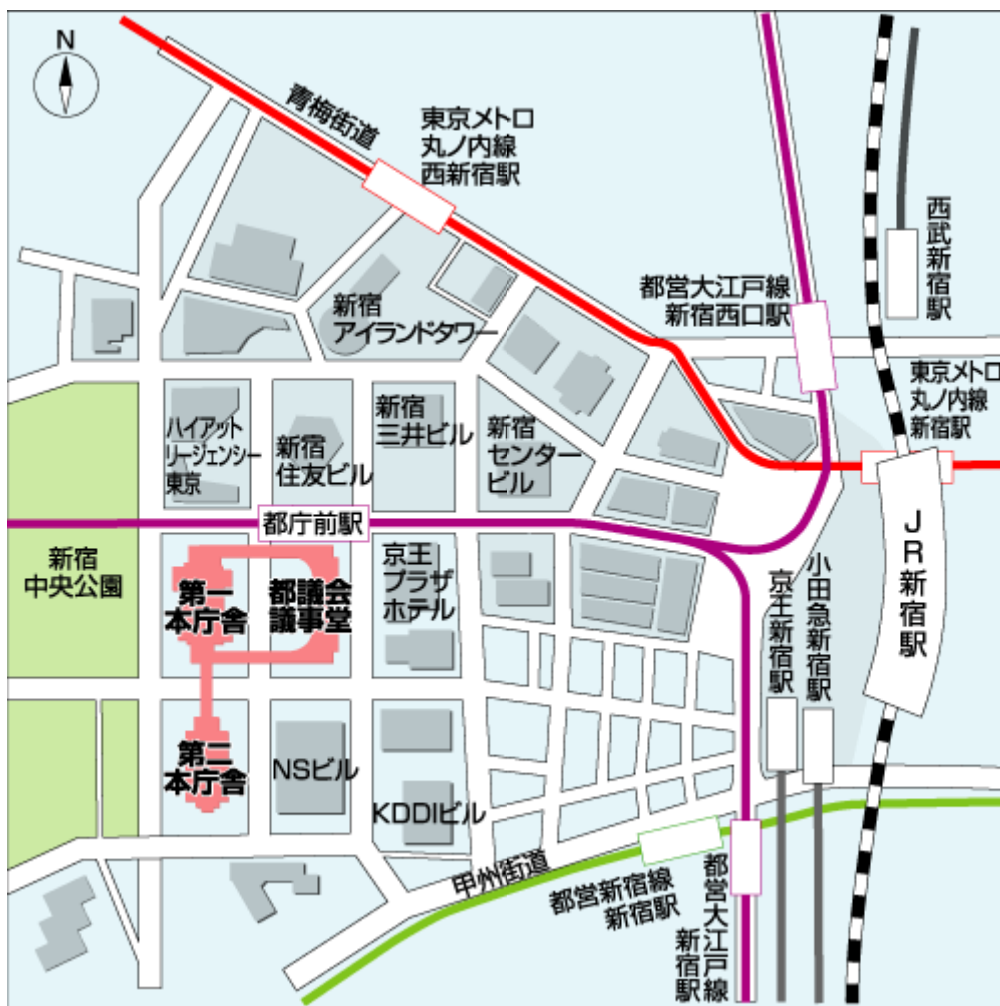 N
青梅街道
東京メトロ
丸ノ内線
西新宿駅
西武新宿駅
都営大江戸線
新宿西口駅
新宿
アイランドタワー
東京メトロ
丸ノ内線
新宿駅
ハイアット
リージェンシー
東京
新宿
住友ビル
新宿
三井ビル
新宿
センター
ビル
都庁前駅
JR新宿駅
新宿
中央公園
第一
本庁舎
都議会
議事堂
京王
プラザ
ホテル
小田急新宿駅
京王新宿駅
第二
本庁舎
NSビル
KDDIビル
甲州街道
都営新宿線
新宿駅
都営大江戸線
新宿駅